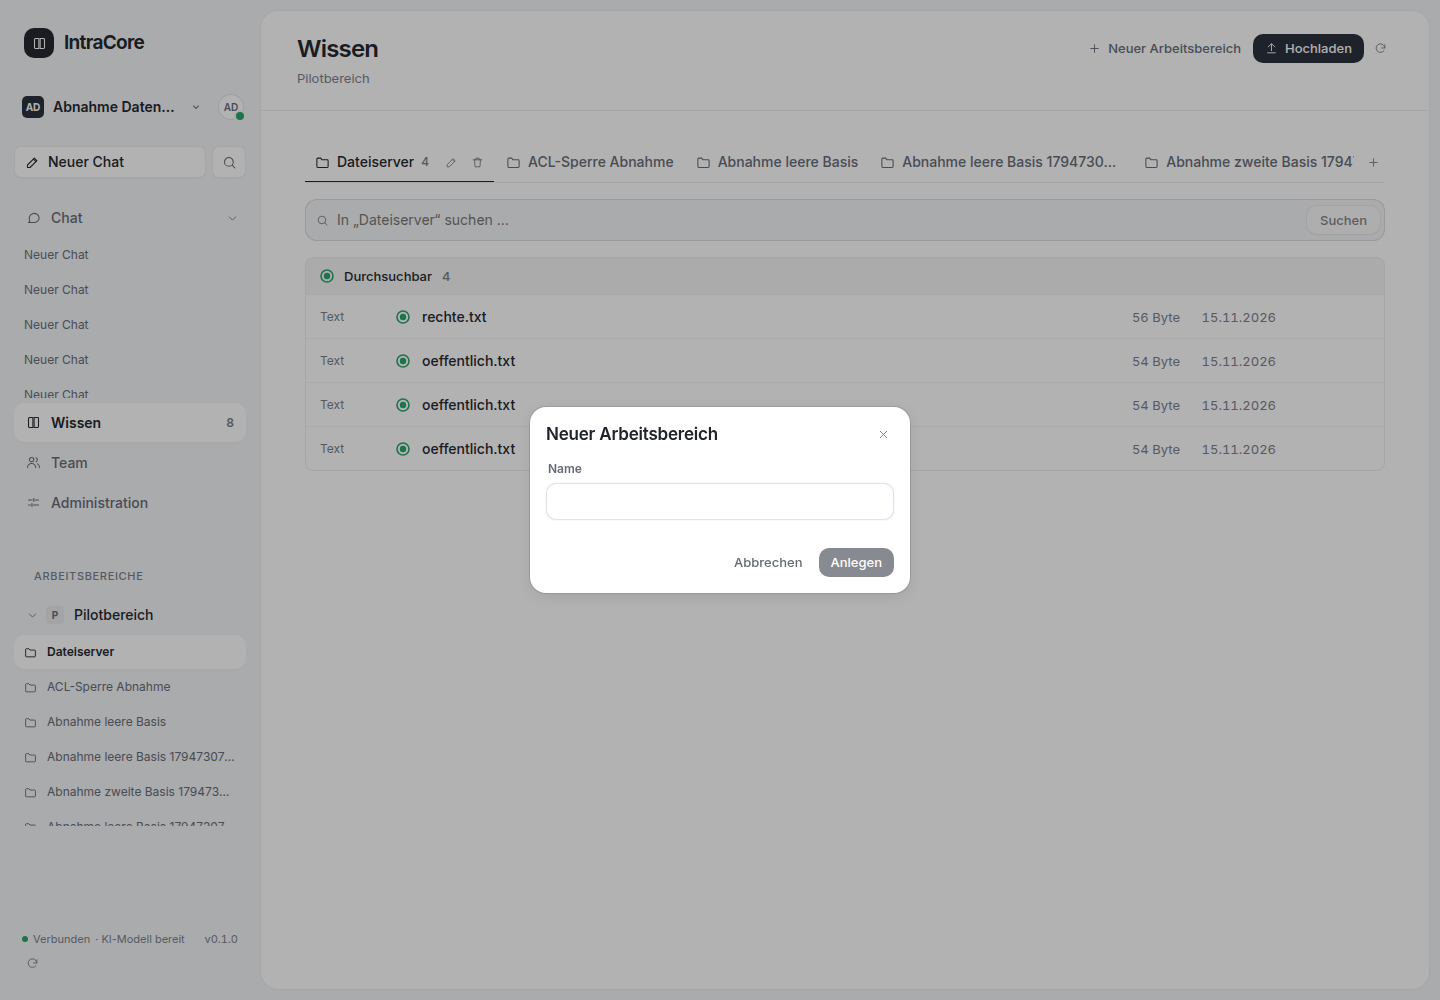 IntraCore
AD
Abnahme Daten...
AD
Neuer Chat
Chat
Neuer Chat
Neuer Chat
Neuer Chat
Neuer Chat
Neuer Chat
Wissen 8
Team
Administration
ARBEITSBEREICHE
P Pilotbereich
Dateiserver
ACL-Sperre Abnahme
Abnahme leere Basis
Abnahme leere Basis 17947307...
Abnahme zweite Basis 179473...
Abnahme leere Basis 17947307...
Verbunden · KI-Modell bereit v0.1.0
Wissen
Pilotbereich
Neuer Arbeitsbereich
Hochladen
Dateiserver 4
ACL-Sperre Abnahme
Abnahme leere Basis
Abnahme leere Basis 1794730...
Abnahme zweite Basis 1794
In „Dateiserver“ suchen ...
Suchen
Durchsuchbar 4
Text rechte.txt 56 Byte 15.11.2026
Text oeffentlich.txt 54 Byte 15.11.2026
Text oeffentlich.txt 54 Byte 15.11.2026
Text oeffentlich.txt 54 Byte 15.11.2026
Neuer Arbeitsbereich
Name
Abbrechen
Anlegen